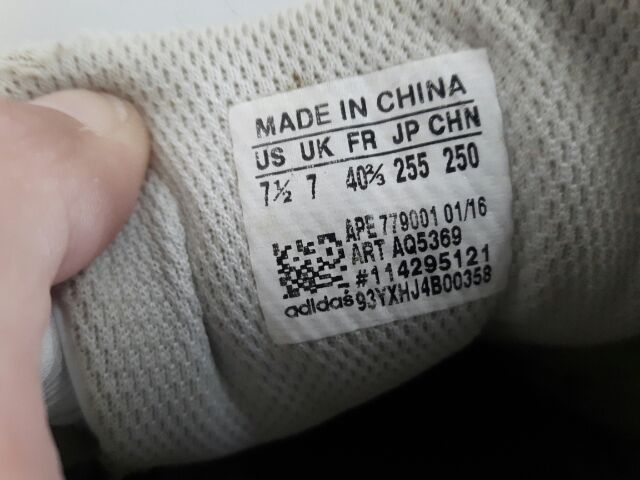 MADE IN CHINA
US UK FR JP CHN
7½ 7 40⅔ 255 250
APE 779001 01/16
ART AQ5369
#114295121
adidas 93YXHJ4B00358